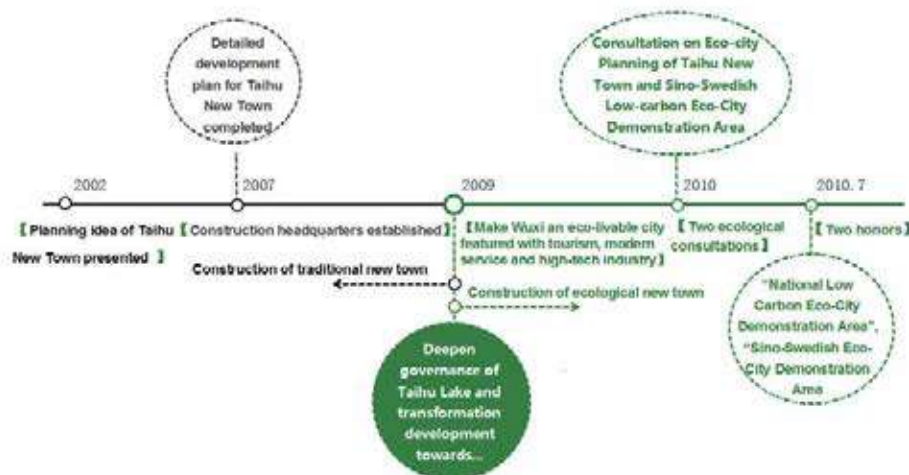 Detailed
development
plan for Taihu
New Town
completed
Consultation on Eco-city
Planning of Taihu New
Town and Sino-Swedish
Low-carbon Eco-City
Demonstration Area
2002
2007
2009
2010
2010. 7
【Planning idea of Taihu
New Town presented 】
【Construction headquarters established】
【Make Wuxi an eco-livable city
featured with tourism, modern
service and high-tech industry】
【Two ecological
consultations】
【Two honors】
Construction of traditional new town
Construction of ecological new town
Deepen
governance of
Taihu Lake and
transformation
development
towards...
"National Low
Carbon Eco-City
Demonstration Area",
"Sino-Swedish Eco-
City Demonstration
Area